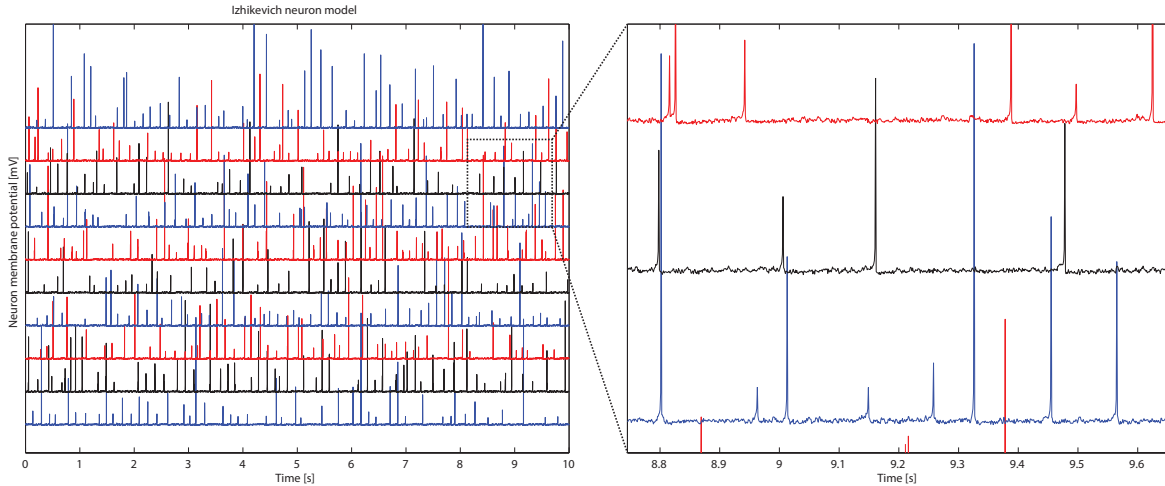 Izhikevich neuron model
Neuron membrane potential [mV]
0 1 2 3 4 5 6 7 8 9 10
Time [s]
8.8 8.9 9 9.1 9.2 9.3 9.4 9.5 9.6
Time [s]